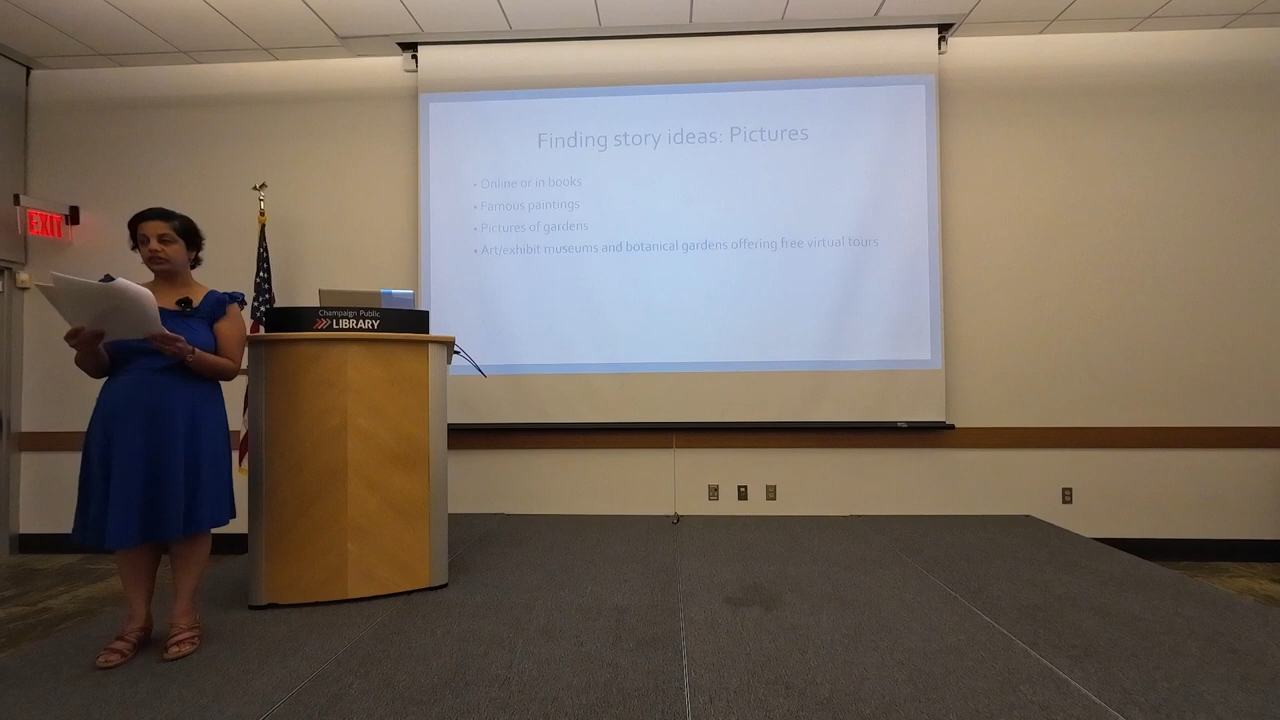 Finding story ideas: Pictures
• Online or in books
• Famous paintings
• Pictures of gardens
• Art/exhibit museums and botanical gardens offering free virtual tours
EXIT
Champaign Public
LIBRARY